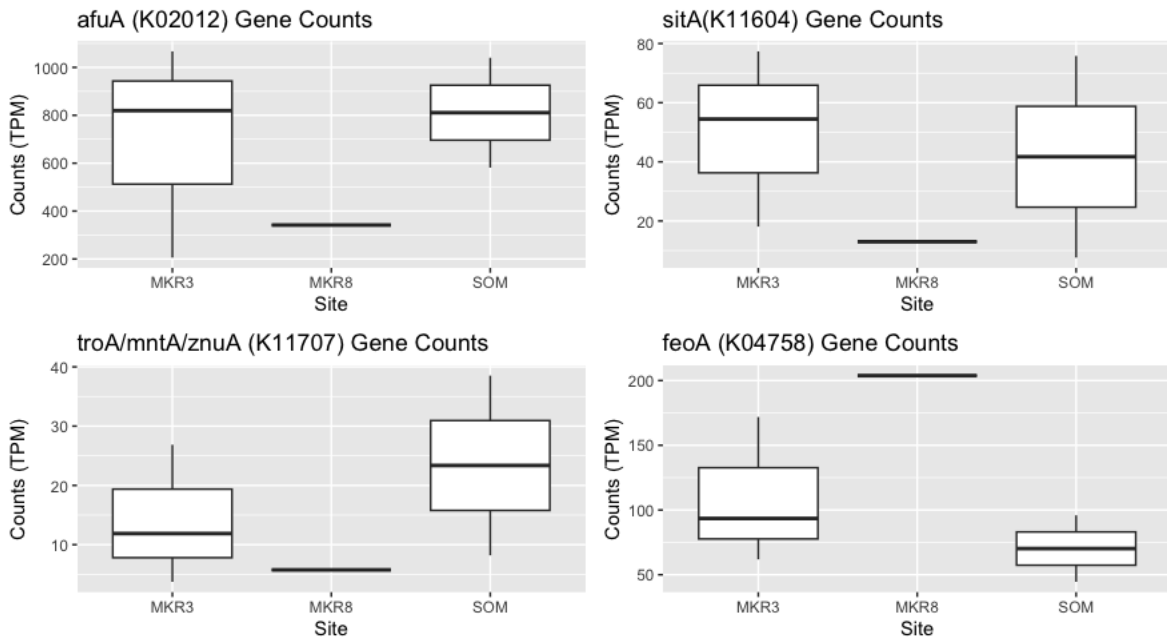 afuA (K02012) Gene Counts
Counts (TPM)
1000
800
600
400
200
MKR3 MKR8 SOM
Site
sitA(K11604) Gene Counts
Counts (TPM)
80
60
40
20
MKR3 MKR8 SOM
Site
troA/mntA/znuA (K11707) Gene Counts
Counts (TPM)
40
30
20
10
MKR3 MKR8 SOM
Site
feoA (K04758) Gene Counts
Counts (TPM)
200
150
100
50
MKR3 MKR8 SOM
Site